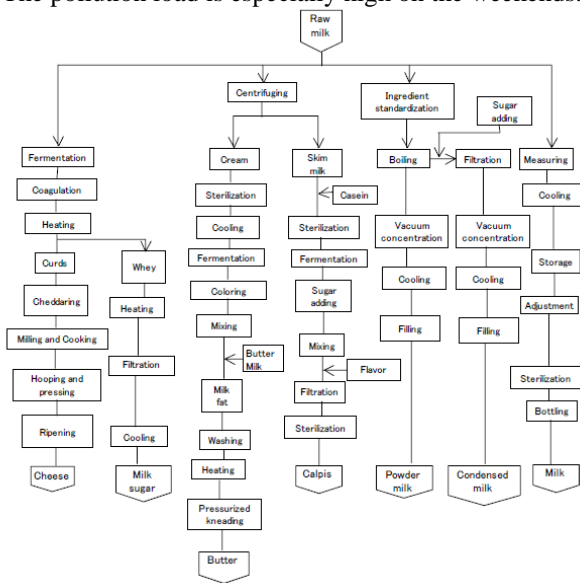 The pollution load is especially high on the weekends.
Raw
milk
Centrifuging
Ingredient
standardization
Sugar
adding
Fermentation
Cream
Skim
milk
Boiling
Filtration
Measuring
Coagulation
Sterilization
Casein
Cooling
Heating
Cooling
Sterilization
Vacuum
concentration
Vacuum
concentration
Curds
Whey
Fermentation
Fermentation
Storage
Cheddaring
Heating
Coloring
Sugar
adding
Cooling
Cooling
Adjustment
Milling and Cooking
Mixing
Mixing
Filling
Filling
Butter
Milk
Hooping and
pressing
Filtration
Milk
fat
Flavor
Sterilization
Filtration
Ripening
Cooling
Washing
Sterilization
Bottling
Heating
Cheese
Milk
sugar
Calpis
Powder
milk
Condensed
milk
Milk
Pressurized
kneading
Butter